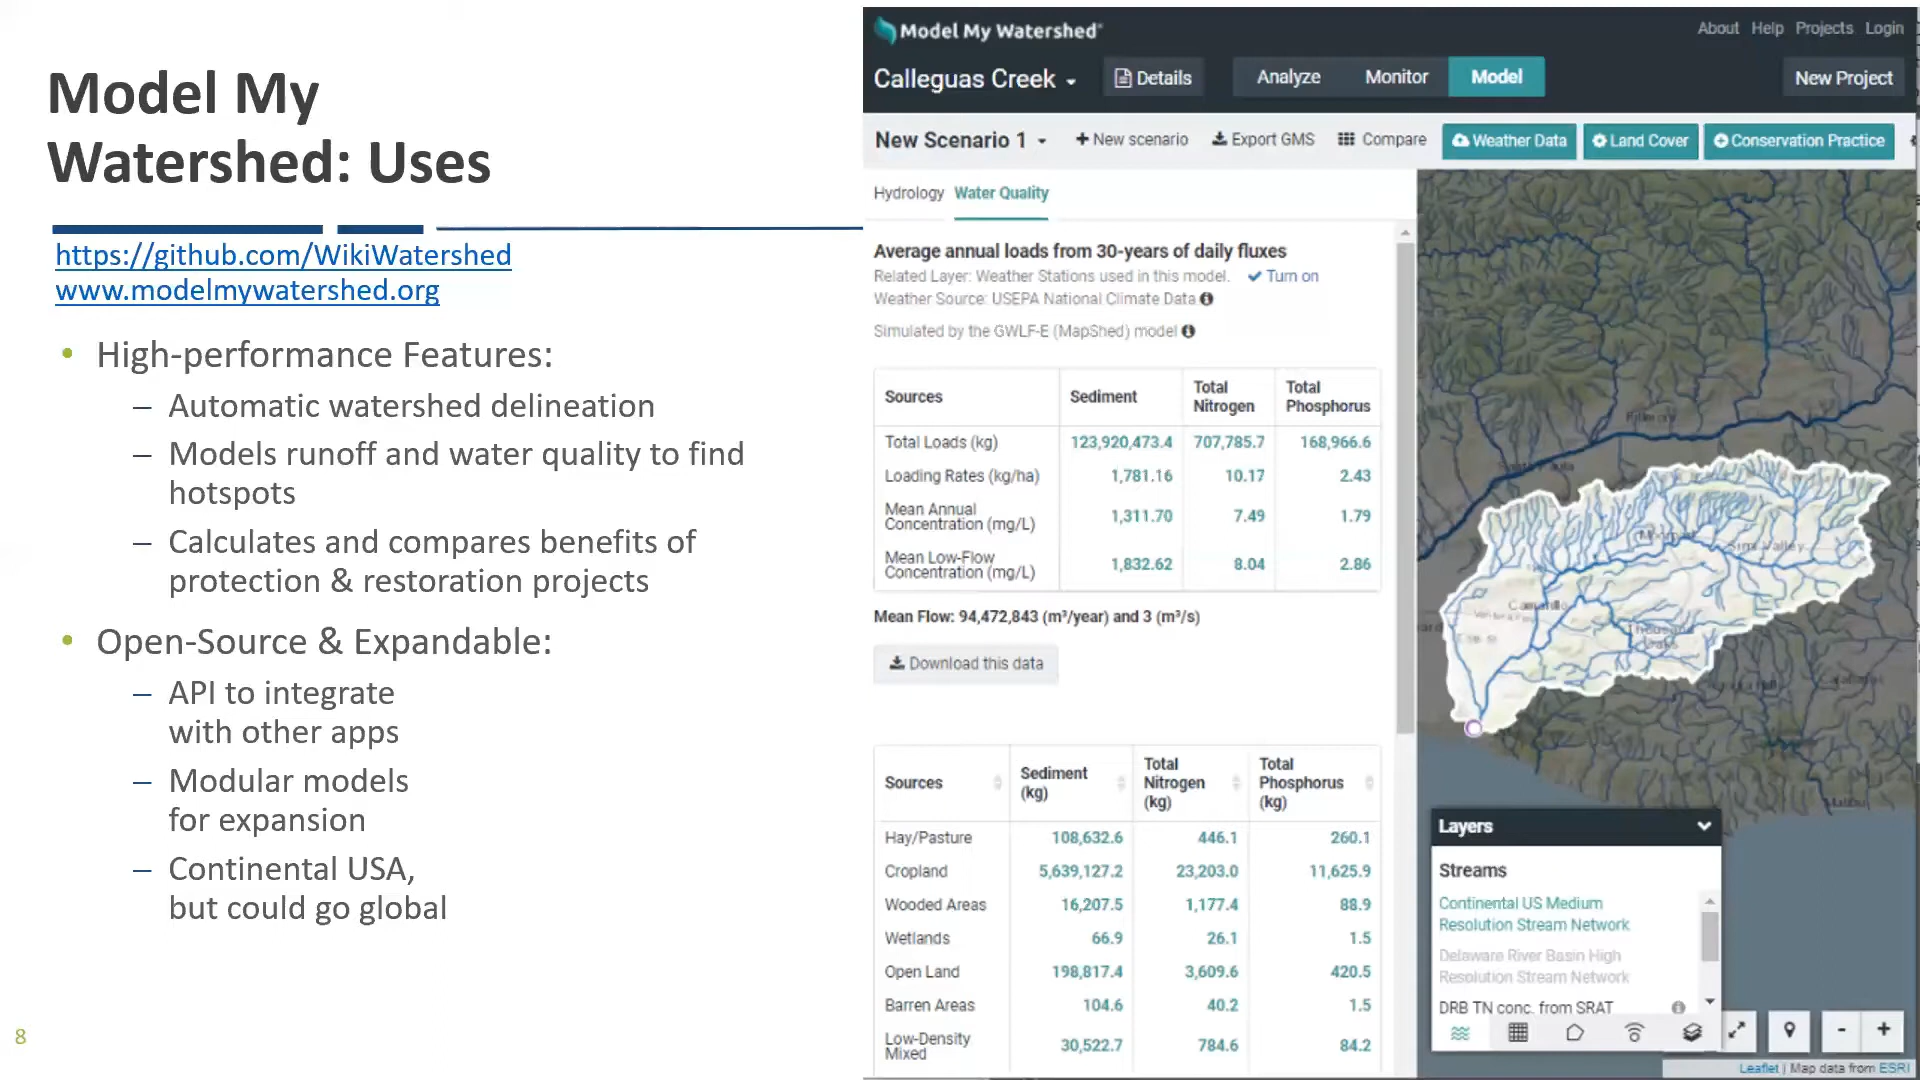 Model My
Watershed: Uses
https://github.com/WikiWatershed
www.modelmywatershed.org
• High-performance Features:
– Automatic watershed delineation
– Models runoff and water quality to find
hotspots
– Calculates and compares benefits of
protection & restoration projects
• Open-Source & Expandable:
– API to integrate
with other apps
– Modular models
for expansion
– Continental USA,
but could go global
8
Model My Watershed®
About Help Projects Login
Calleguas Creek Details Analyze Monitor Model New Project
New Scenario 1 + New scenario Export GMS Compare Weather Data Land Cover Conservation Practice
Hydrology Water Quality
Average annual loads from 30-years of daily fluxes
Related Layer: Weather Stations used in this model. Turn on
Weather Source: USEPA National Climate Data
Simulated by the GWLF-E (MapShed) model
Sources Sediment Total Nitrogen Total Phosphorus
Total Loads (kg) 123,920,473.4 707,785.7 168,966.6
Loading Rates (kg/ha) 1,781.16 10.17 2.43
Mean Annual Concentration (mg/L) 1,311.70 7.49 1.79
Mean Low-Flow Concentration (mg/L) 1,832.62 8.04 2.86
Mean Flow: 94,472,843 (m³/year) and 3 (m³/s)
Download this data
Sources Sediment (kg) Total Nitrogen (kg) Total Phosphorus (kg)
Hay/Pasture 108,632.6 446.1 260.1
Cropland 5,639,127.2 23,203.0 11,625.9
Wooded Areas 16,207.5 1,177.4 88.9
Wetlands 66.9 26.1 1.5
Open Land 198,817.4 3,609.6 420.5
Barren Areas 104.6 40.2 1.5
Low-Density Mixed 30,522.7 784.6 84.2
Fillmore
Santa Paula
Moorpark
Simi Valley
Camarillo
Thousand
Oaks
Malibu
Layers
Streams
Continental US Medium
Resolution Stream Network
Delaware River Basin High
Resolution Stream Network
DRB TN conc. from SRAT
- +
Leaflet | Map data from ESRI